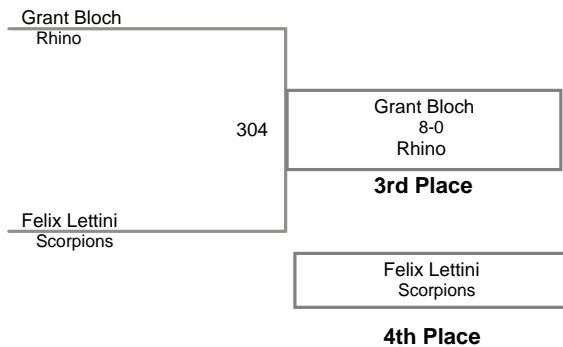 Grant Bloch
Rhino
304
Grant Bloch
8-0
Rhino
3rd Place
Felix Lettini
Scorpions
Felix Lettini
Scorpions
4th Place